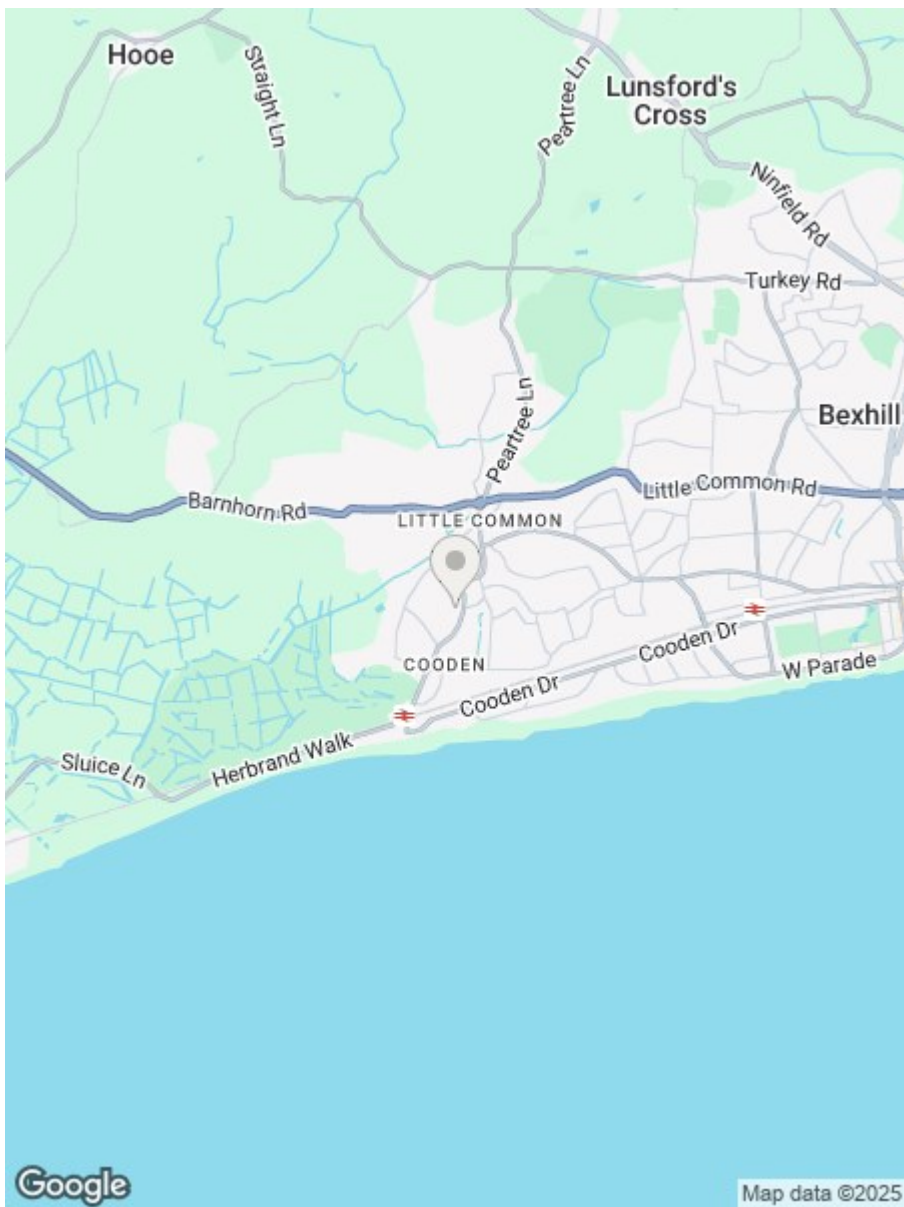 Hooe
Straight Ln
Peartree Ln
Lunsford's
Cross
Ninfield Rd
Turkey Rd
Peartree Ln
Bexhill
Barnhorn Rd
Little Common Rd
LITTLE COMMON
COODEN
Cooden Dr
Cooden Dr
W Parade
Herbrand Walk
Sluice Ln
Google
Map data ©2025